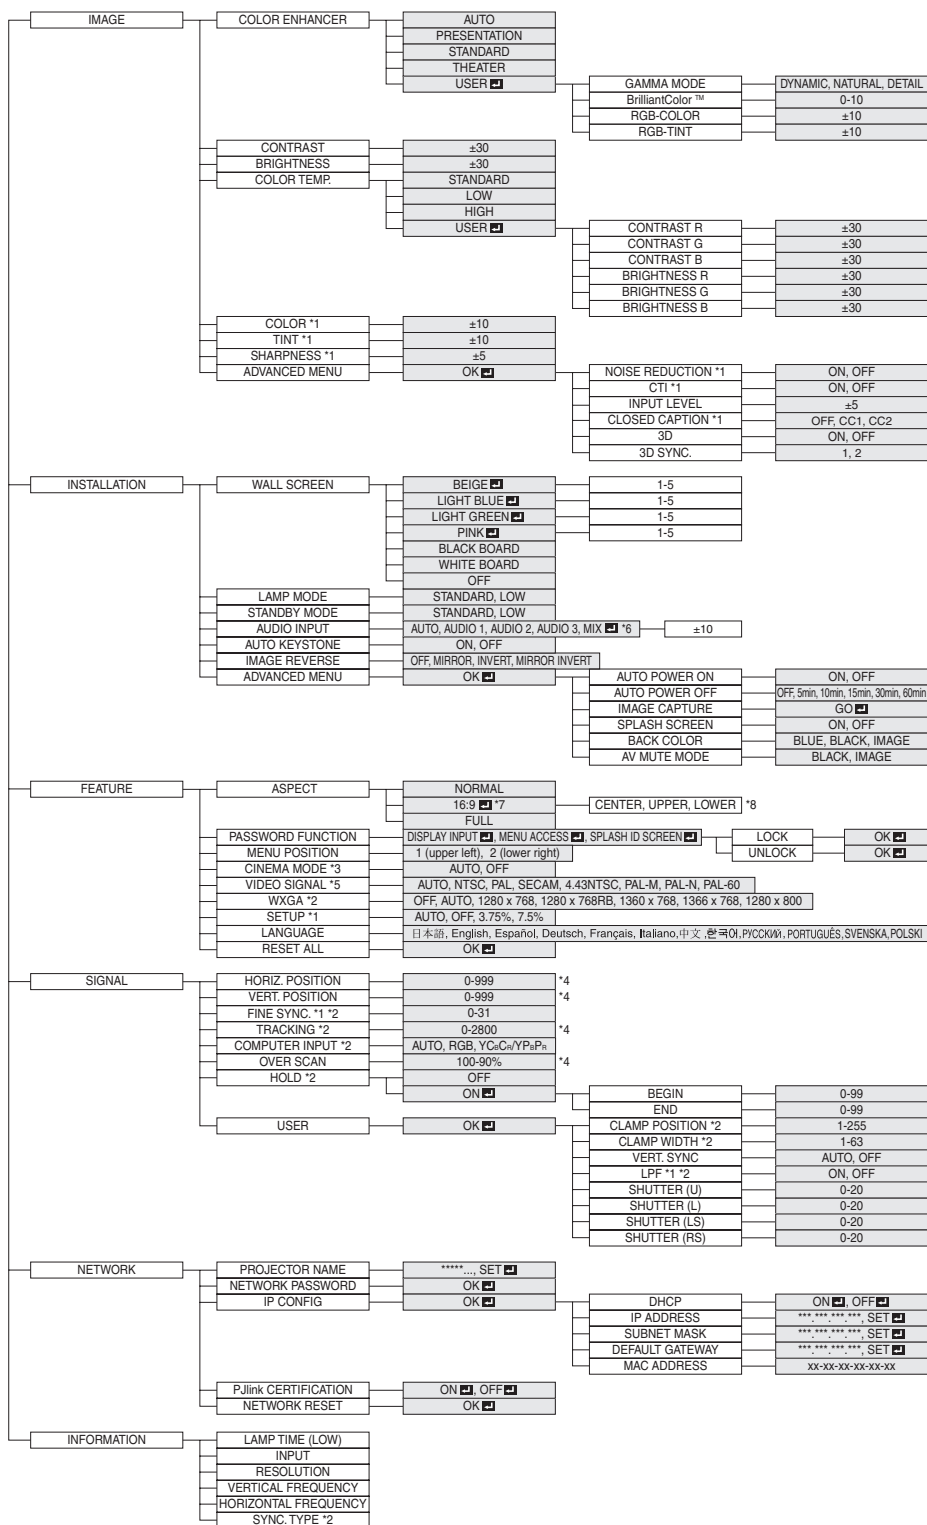 IMAGE COLOR ENHANCER AUTO
PRESENTATION
STANDARD
THEATER
USER GAMMA MODE DYNAMIC, NATURAL, DETAIL
BrilliantColor ™ 0-10
RGB-COLOR ±10
RGB-TINT ±10
CONTRAST ±30
BRIGHTNESS ±30
COLOR TEMP. STANDARD
LOW
HIGH
USER CONTRAST R ±30
CONTRAST G ±30
CONTRAST B ±30
BRIGHTNESS R ±30
BRIGHTNESS G ±30
BRIGHTNESS B ±30
COLOR *1 ±10
TINT *1 ±10
SHARPNESS *1 ±5
ADVANCED MENU OK NOISE REDUCTION *1 ON, OFF
CTI *1 ON, OFF
INPUT LEVEL ±5
CLOSED CAPTION *1 OFF, CC1, CC2
3D ON, OFF
3D SYNC. 1, 2
INSTALLATION WALL SCREEN BEIGE 1-5
LIGHT BLUE 1-5
LIGHT GREEN 1-5
PINK 1-5
BLACK BOARD
WHITE BOARD
OFF
LAMP MODE STANDARD, LOW
STANDBY MODE STANDARD, LOW
AUDIO INPUT AUTO, AUDIO 1, AUDIO 2, AUDIO 3, MIX *6 ±10
AUTO KEYSTONE ON, OFF
IMAGE REVERSE OFF, MIRROR, INVERT, MIRROR INVERT
ADVANCED MENU OK AUTO POWER ON ON, OFF
AUTO POWER OFF OFF, 5min, 10min, 15min, 30min, 60min
IMAGE CAPTURE GO
SPLASH SCREEN ON, OFF
BACK COLOR BLUE, BLACK, IMAGE
AV MUTE MODE BLACK, IMAGE
FEATURE ASPECT NORMAL
16:9 *7 CENTER, UPPER, LOWER *8
FULL
PASSWORD FUNCTION DISPLAY INPUT , MENU ACCESS , SPLASH ID SCREEN LOCK OK
MENU POSITION 1 (upper left), 2 (lower right) UNLOCK OK
CINEMA MODE *3 AUTO, OFF
VIDEO SIGNAL *5 AUTO, NTSC, PAL, SECAM, 4.43NTSC, PAL-M, PAL-N, PAL-60
WXGA *2 OFF, AUTO, 1280 x 768, 1280 x 768RB, 1360 x 768, 1366 x 768, 1280 x 800
SETUP *1 AUTO, OFF, 3.75%, 7.5%
LANGUAGE 日本語, English, Español, Deutsch, Français, Italiano, 中文 ,한국어, РУССКИЙ, PORTUGUÊS, SVENSKA, POLSKI
RESET ALL OK
SIGNAL HORIZ. POSITION 0-999 *4
VERT. POSITION 0-999 *4
FINE SYNC. *1 *2 0-31
TRACKING *2 0-2800 *4
COMPUTER INPUT *2 AUTO, RGB, YCBCR/YPBPR
OVER SCAN 100-90% *4
HOLD *2 OFF
ON BEGIN 0-99
END 0-99
USER OK CLAMP POSITION *2 1-255
CLAMP WIDTH *2 1-63
VERT. SYNC AUTO, OFF
LPF *1 *2 ON, OFF
SHUTTER (U) 0-20
SHUTTER (L) 0-20
SHUTTER (LS) 0-20
SHUTTER (RS) 0-20
NETWORK PROJECTOR NAME *****..., SET
NETWORK PASSWORD OK
IP CONFIG OK DHCP ON , OFF
IP ADDRESS ***.***.***.***, SET
SUBNET MASK ***.***.***.***, SET
DEFAULT GATEWAY ***.***.***.***, SET
MAC ADDRESS xx-xx-xx-xx-xx-xx
PJlink CERTIFICATION ON , OFF
NETWORK RESET OK
INFORMATION LAMP TIME (LOW)
INPUT
RESOLUTION
VERTICAL FREQUENCY
HORIZONTAL FREQUENCY
SYNC. TYPE *2